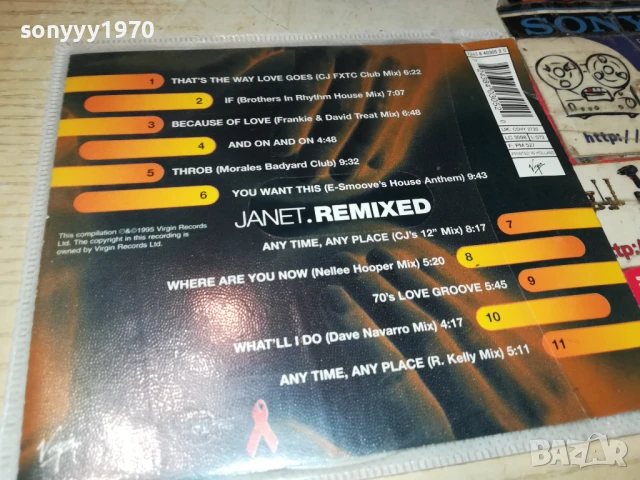 sonyyy1970
SONY
1 THAT'S THE WAY LOVE GOES (CJ FXTC Club Mix) 6:22
2 IF (Brothers In Rhythm House Mix) 7:07
3 BECAUSE OF LOVE (Frankie & David Treat Mix) 6:48
4 AND ON AND ON 4:48
5 THROB (Morales Badyard Club) 9:32
6 YOU WANT THIS (E-Smoove's House Anthem) 9:43
PRINTED IN HOLLAND
Virgin
http://
This compilation ℗&©1995 Virgin Records
Ltd. The copyright in this recording is
owned by Virgin Records Ltd.
JANET.REMIXED
ANY TIME, ANY PLACE (CJ's 12" Mix) 8:17 7
WHERE ARE YOU NOW (Nellee Hooper Mix) 5:20 8
70's LOVE GROOVE 5:45 9
WHAT'LL I DO (Dave Navarro Mix) 4:17 10
ANY TIME, ANY PLACE (R. Kelly Mix) 5:11 11
Virgin
BAZAR